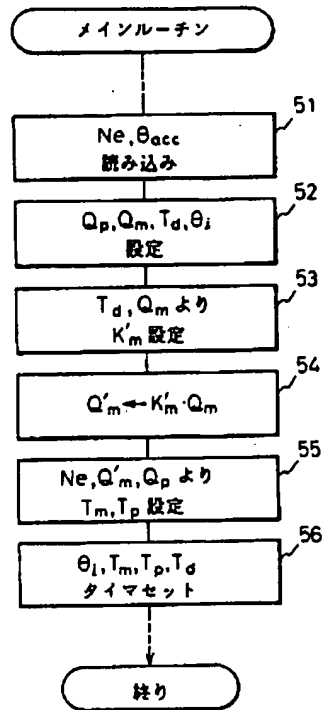 メインルーチン
51
Ne, θacc
読み込み
52
Qp, Qm, Td, θi
設定
53
Td, Qm より
K'm 設定
54
Q'm ← K'm・Qm
55
Ne, Q'm, Qp より
Tm, Tp 設定
56
θi, Tm, Tp, Td
タイマセット
終り